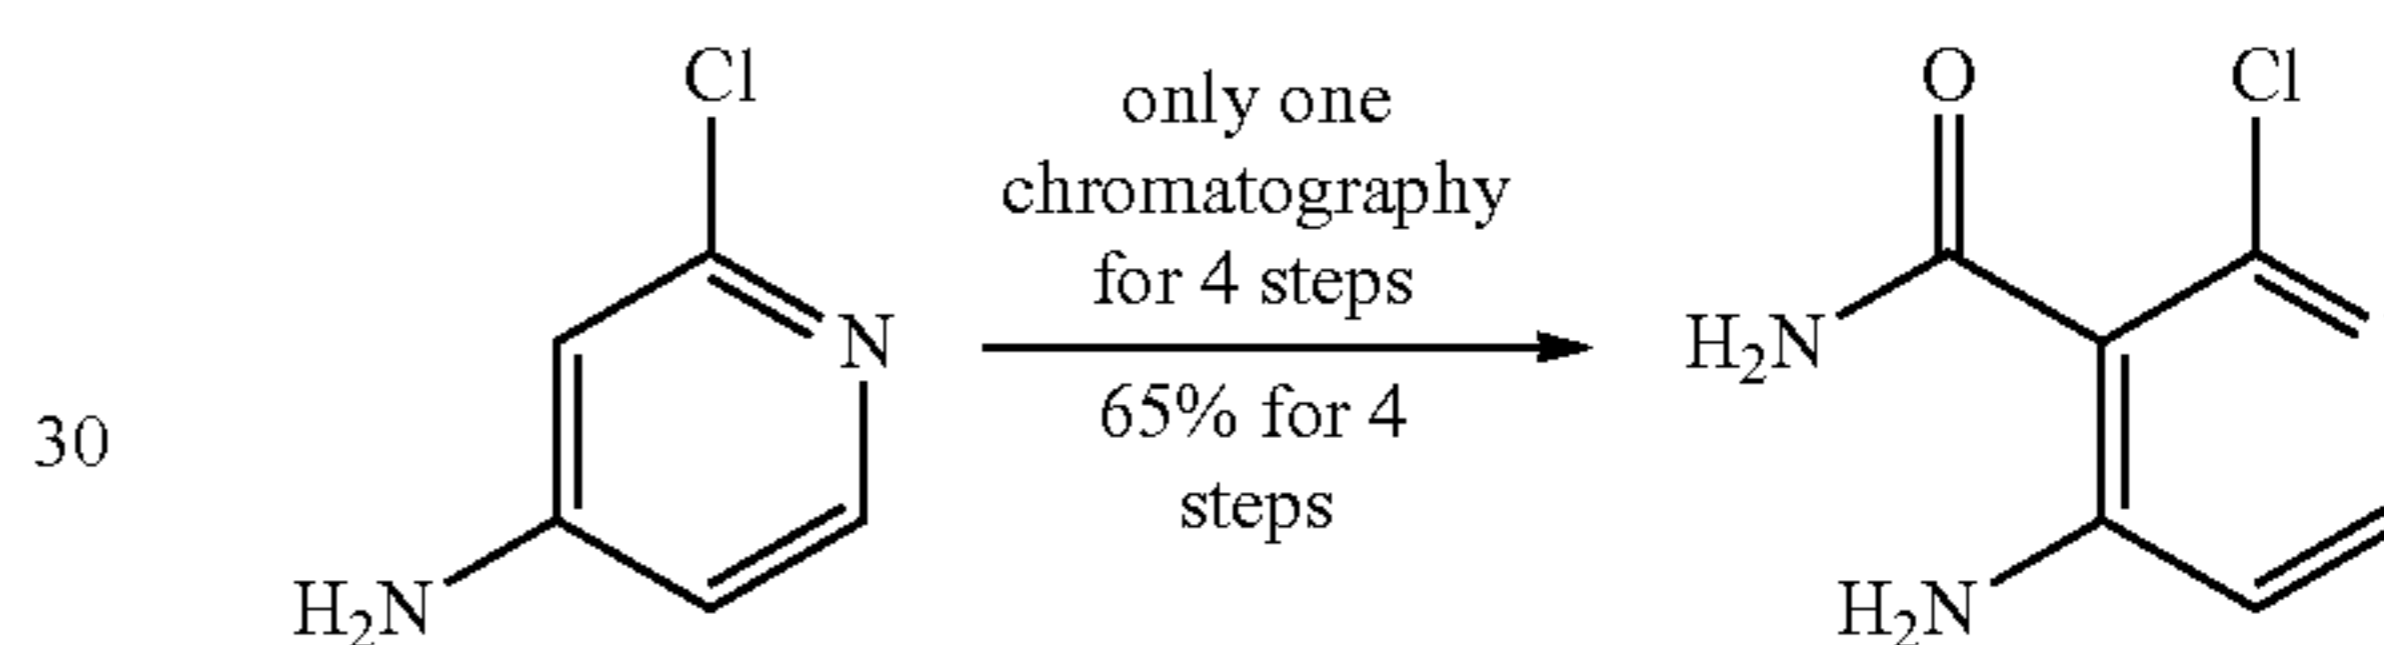 Cl
only one
chromatography
for 4 steps
N
65% for 4
steps
H2N
30
O
Cl
H2N
H2N